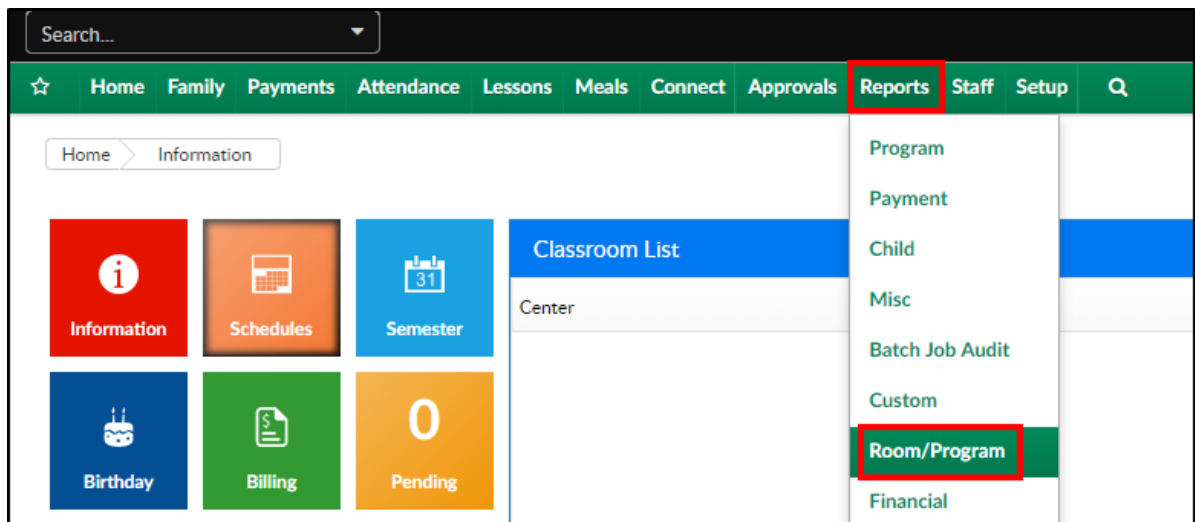 Search...
Home Family Payments Attendance Lessons Meals Connect Approvals Reports Staff Setup
Home Information
Program
Payment
Child
Misc
Batch Job Audit
Custom
Room/Program
Financial
Information
Schedules
31
Semester
Birthday
$
Billing
0
Pending
Classroom List
Center